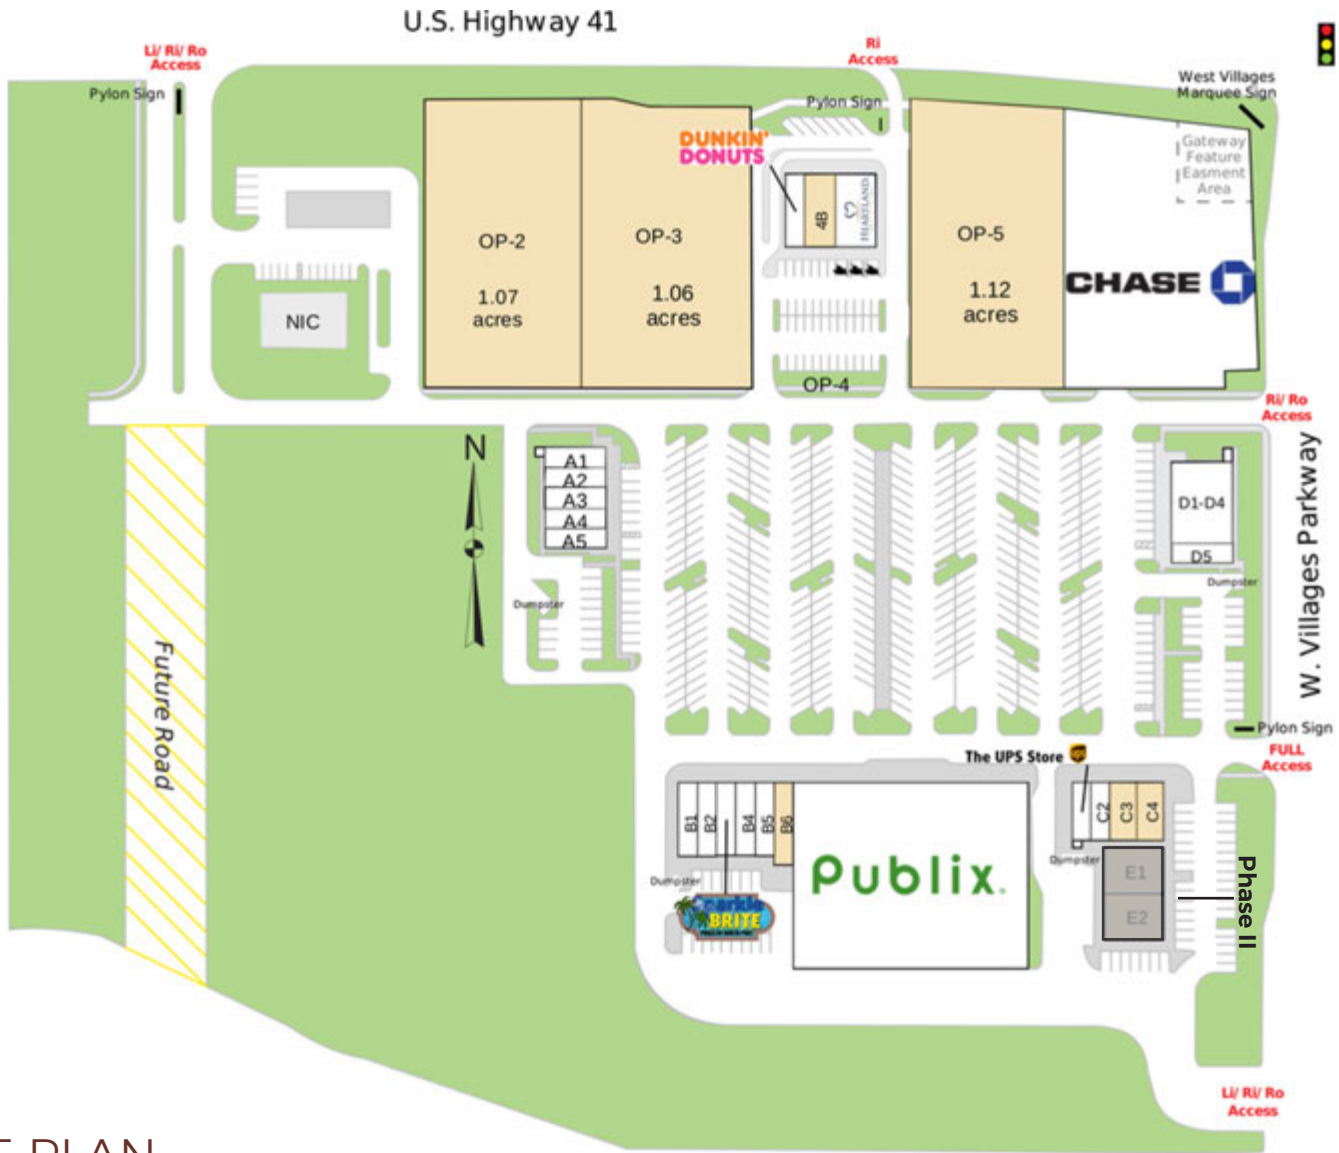 U.S. Highway 41
Li/ Ri/ Ro
Access
Ri
Access
Pylon Sign
Pylon Sign
West Villages
Marquee Sign
DUNKIN'
DONUTS
Gateway
Feature
Easment
Area
4B
HEARTLAND
OP-2
OP-3
OP-5
1.07
acres
1.06
acres
1.12
acres
CHASE
NIC
OP-4
Ri/ Ro
Access
N
A1
A2
A3
A4
A5
D1-D4
D5
W. Villages Parkway
Dumpster
Dumpster
Future Road
Pylon Sign
FULL
Access
The UPS Store
B1
B2
B4
B5
B6
C2
C3
C4
Publix.
Dumpster
Dumpster
E1
E2
Phase II
Sparkle
BRITE
Li/ Ri/ Ro
Access
PLAN